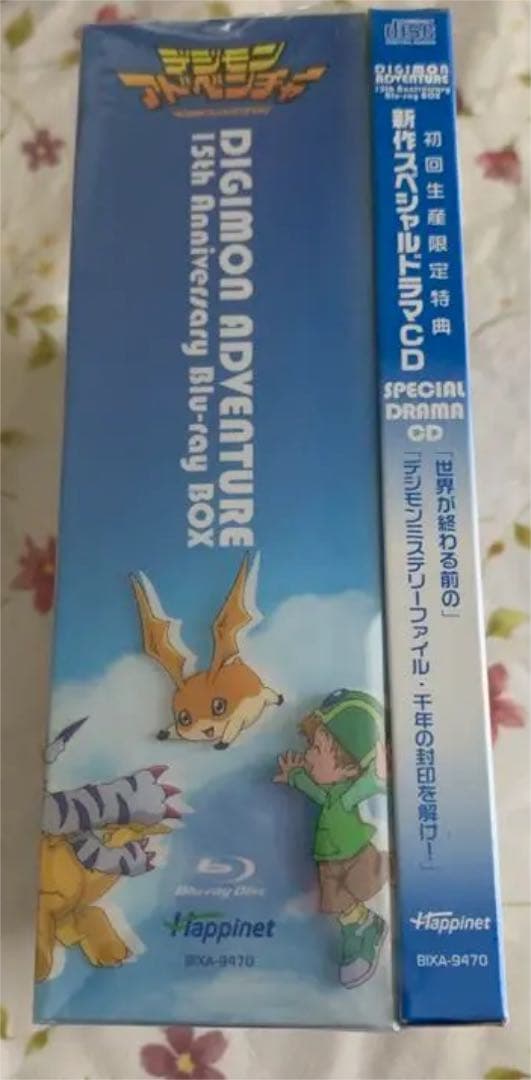 デジモン
アドベンチャー
DIGIMON ADVENTURE
15th Anniversary Blu-ray BOX
Blu-ray Disc
Happinet
BIXA-9470
disc
DIGIMON
ADVENTURE
15th Anniversary
Blu-ray BOX
初回生産限定特典
新作スペシャルドラマCD
SPECIAL
DRAMA
CD
「世界が終わる前の」
「デジモンミステリーファイル・千年の封印を解け!」
Happinet
BIXA-9470